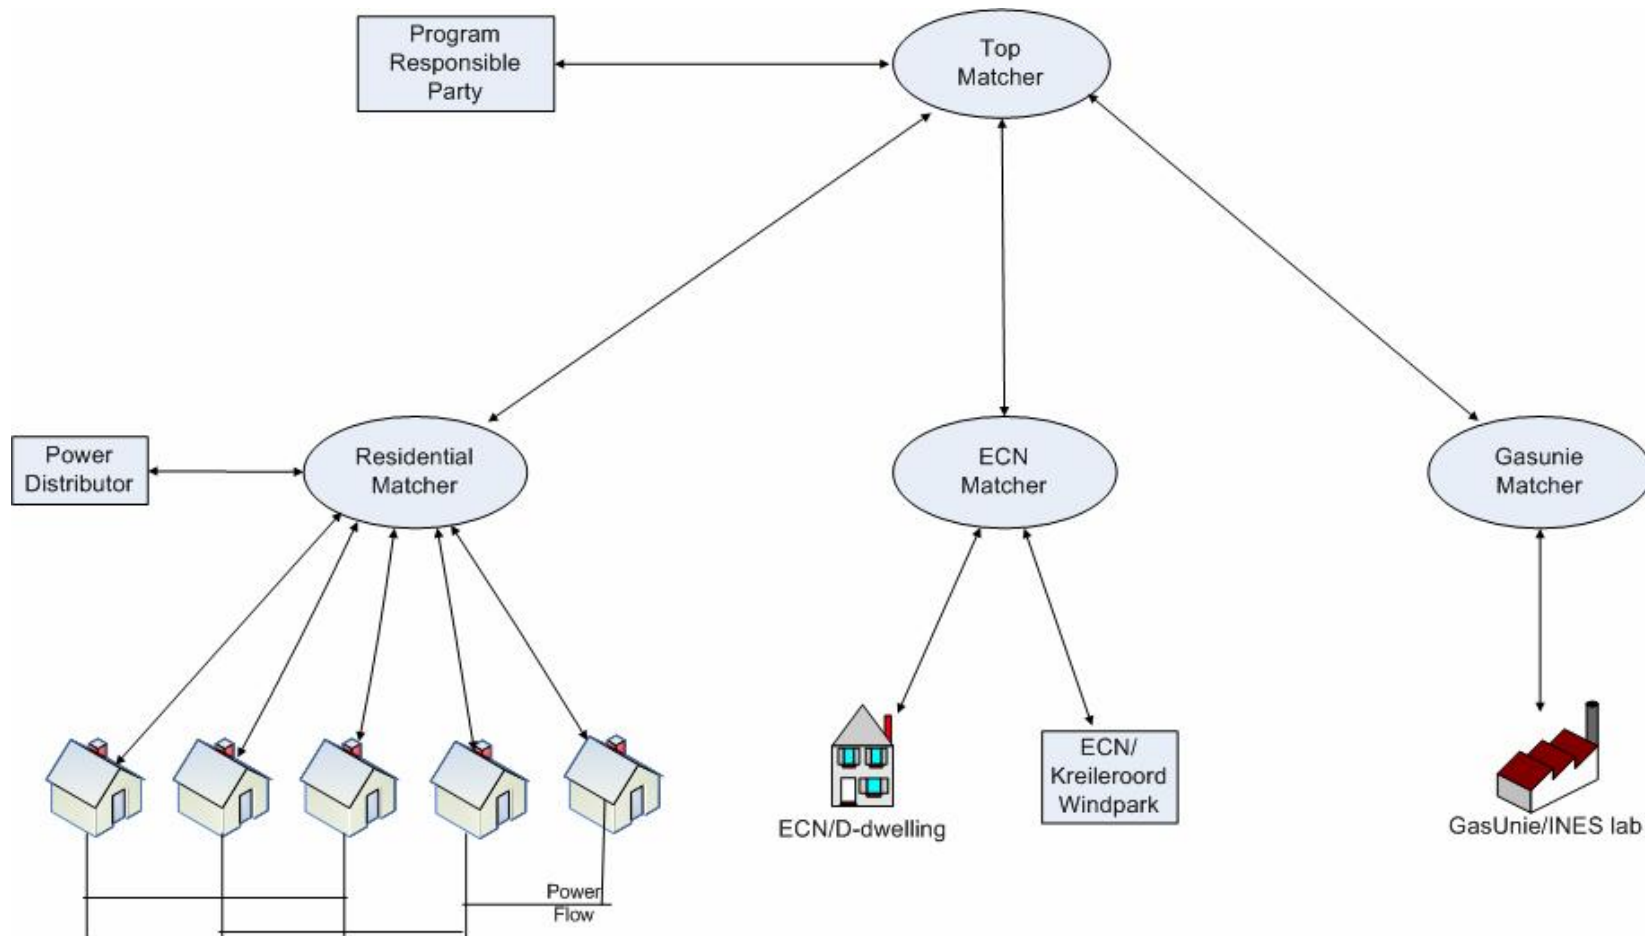 Program
Responsible
Party
Top
Matcher
Power
Distributor
Residential
Matcher
ECN
Matcher
Gasunie
Matcher
ECN/D-dwelling
ECN/
Kreileroord
Windpark
GasUnie/INES lab
Power
Flow